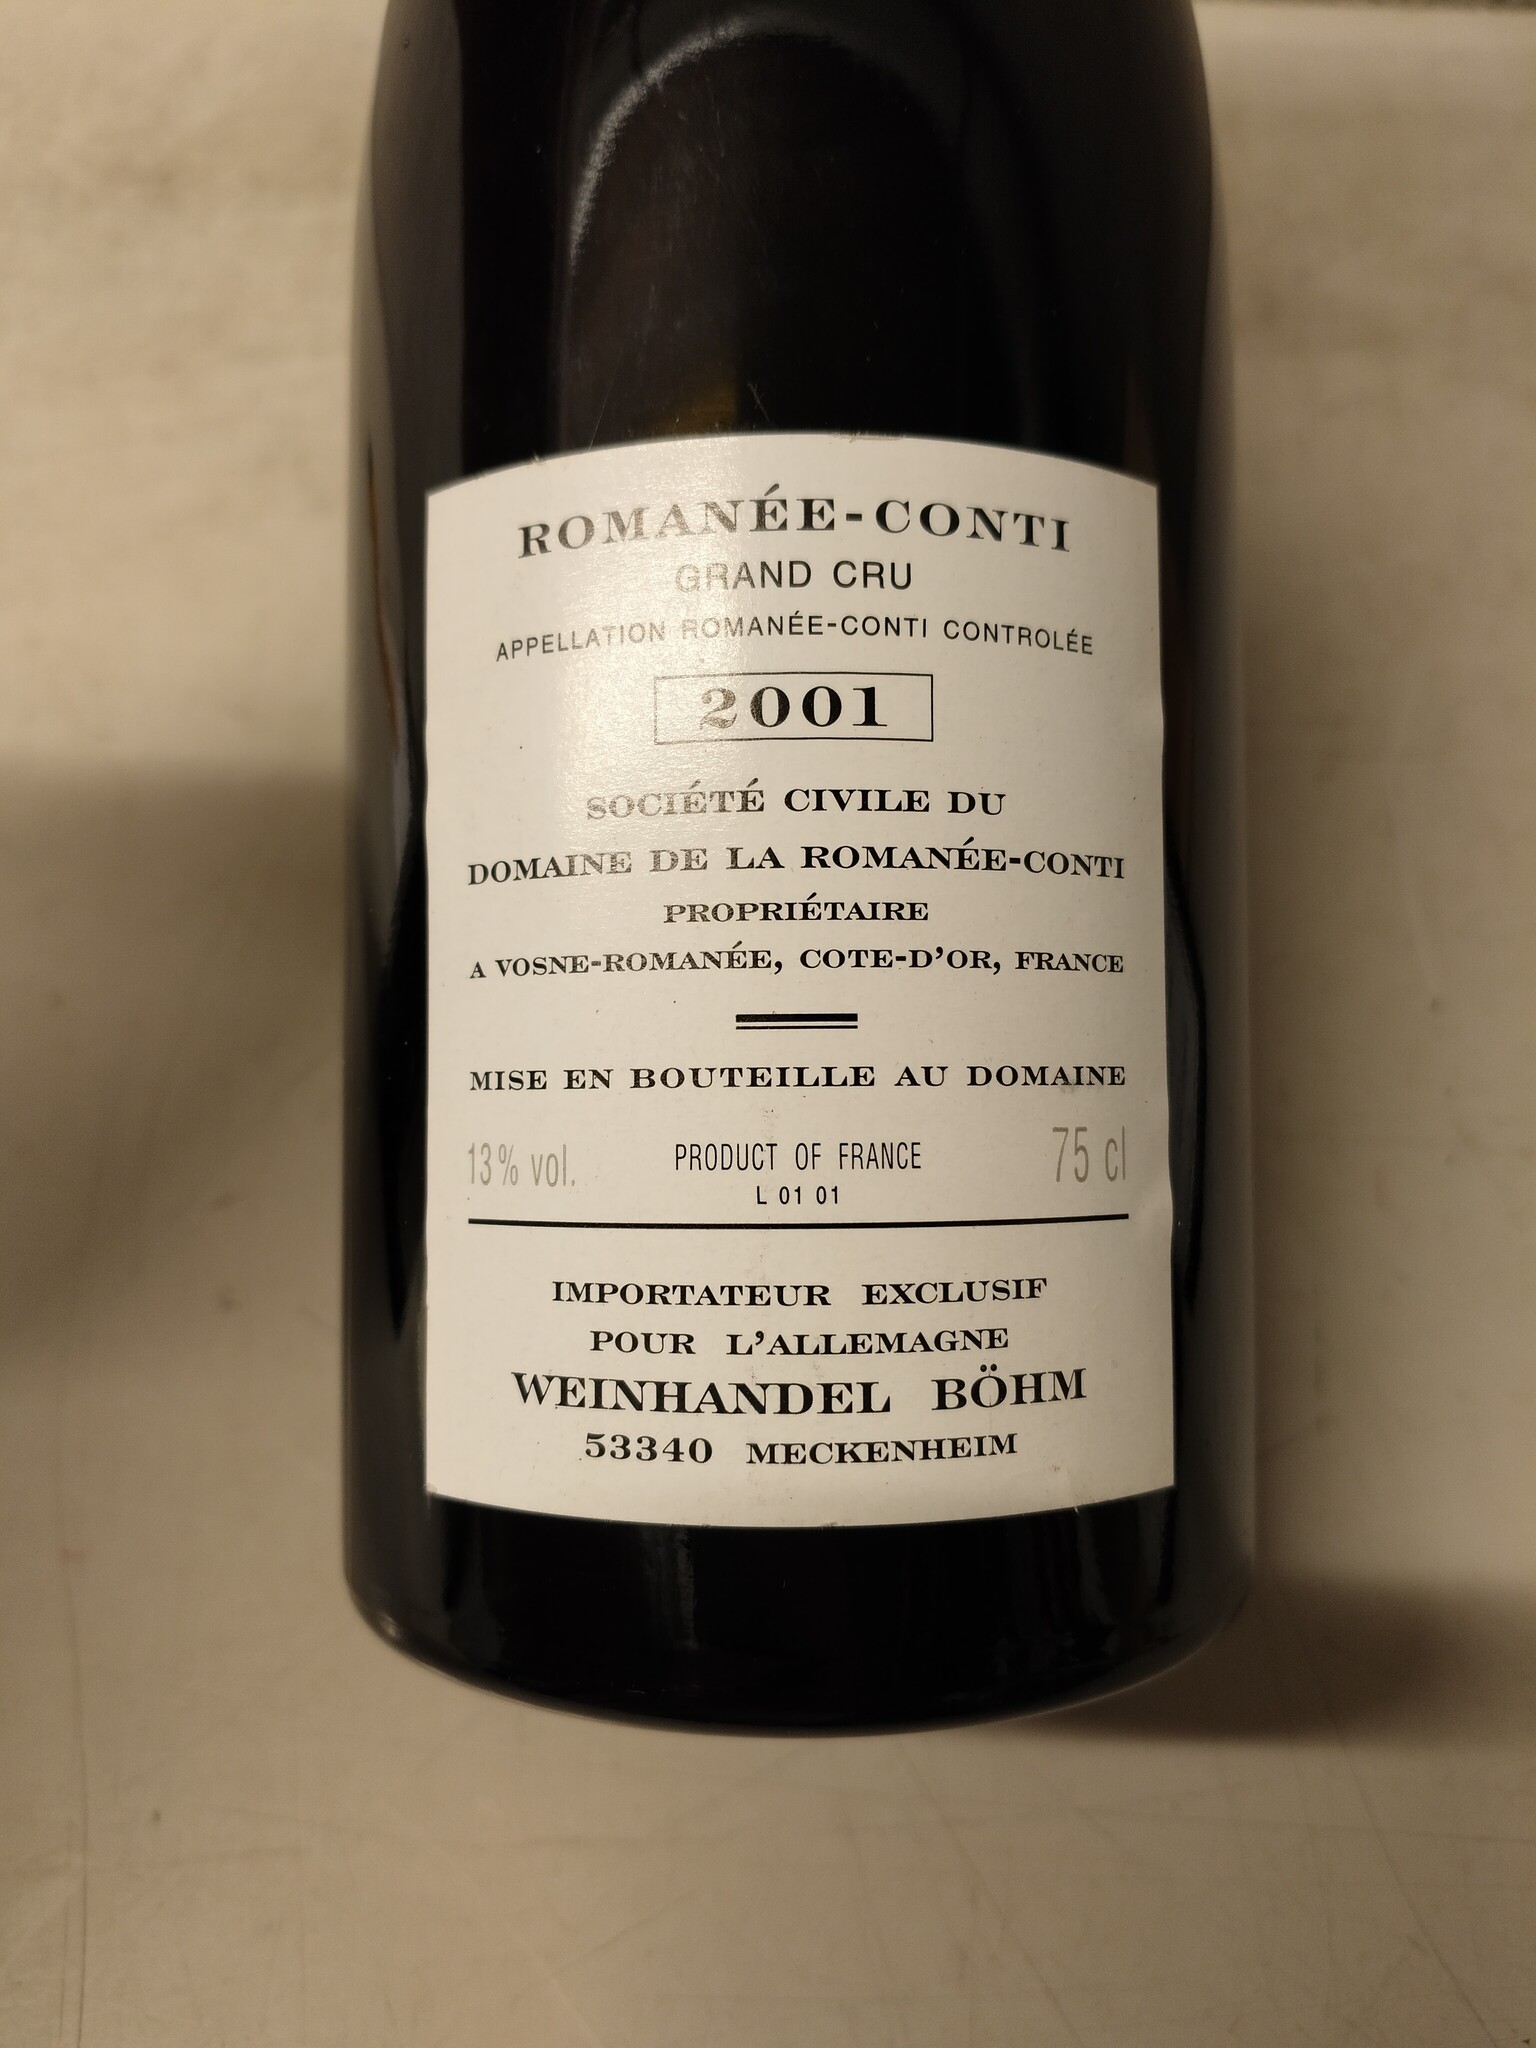 ROMANÉE-CONTI
GRAND CRU
APPELLATION ROMANÉE-CONTI CONTROLÉE
2001
SOCIÉTÉ CIVILE DU
DOMAINE DE LA ROMANÉE-CONTI
PROPRIÉTAIRE
A VOSNE-ROMANÉE, COTE-D'OR, FRANCE
MISE EN BOUTEILLE AU DOMAINE
13% vol. PRODUCT OF FRANCE 75 cl
L 01 01
IMPORTATEUR EXCLUSIF
POUR L'ALLEMAGNE
WEINHANDEL BÖHM
53340 MECKENHEIM